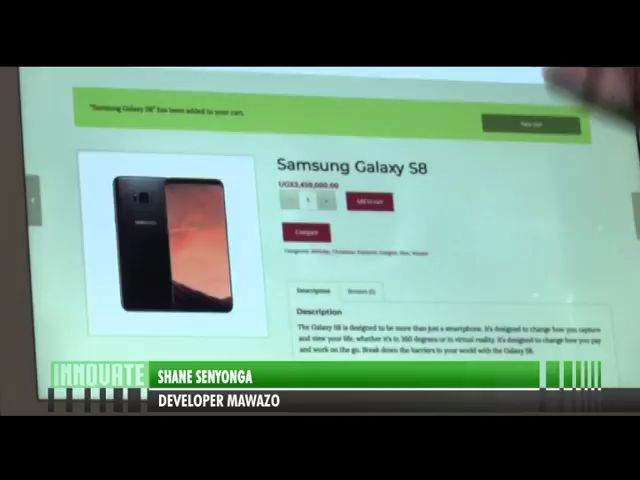 "Samsung Galaxy S8" has been added to your cart.
View cart
Samsung Galaxy S8
UGX3,450,000.00
1
Add to cart
Compare
Description
Reviews (0)
Description
The Galaxy S8 is designed to be more than just a smartphone. It's designed to change how you capture
and view your life, whether it's in 360 degrees or in virtual reality. It's designed to change how you pay
and work on the go. Break down the barriers to your world with the Galaxy S8.
INNOVATE
SHANE SENYONGA
DEVELOPER MAWAZO